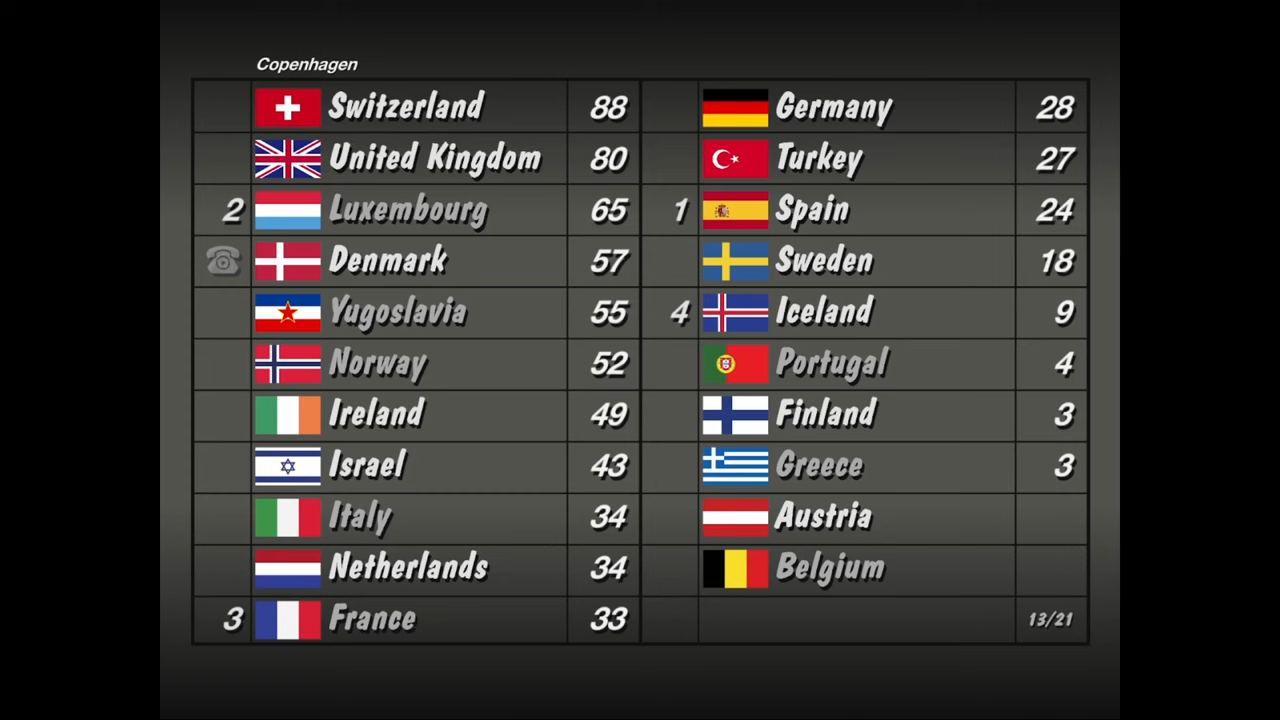 Copenhagen
Switzerland 88
United Kingdom 80
2 Luxembourg 65
Denmark 57
Yugoslavia 55
Norway 52
Ireland 49
Israel 43
Italy 34
Netherlands 34
3 France 33
Germany 28
Turkey 27
1 Spain 24
Sweden 18
4 Iceland 9
Portugal 4
Finland 3
Greece 3
Austria
Belgium
13/21